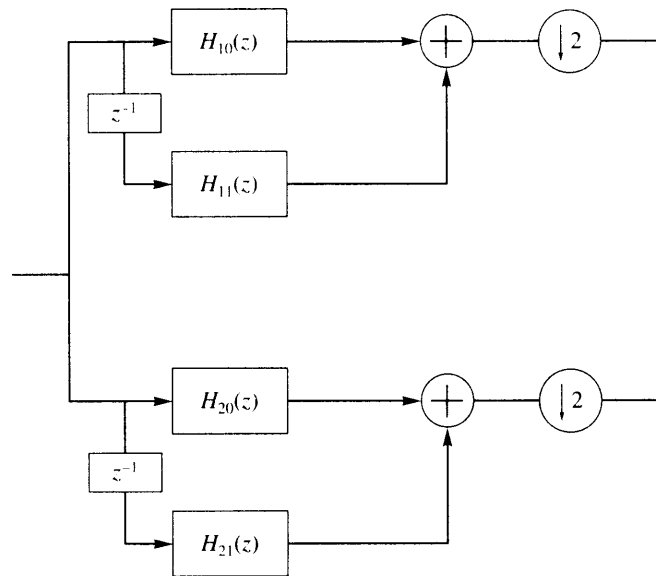 H₁₀(z)
↓2
z⁻¹
H₁₁(z)
H₂₀(z)
↓2
z⁻¹
H₂₁(z)